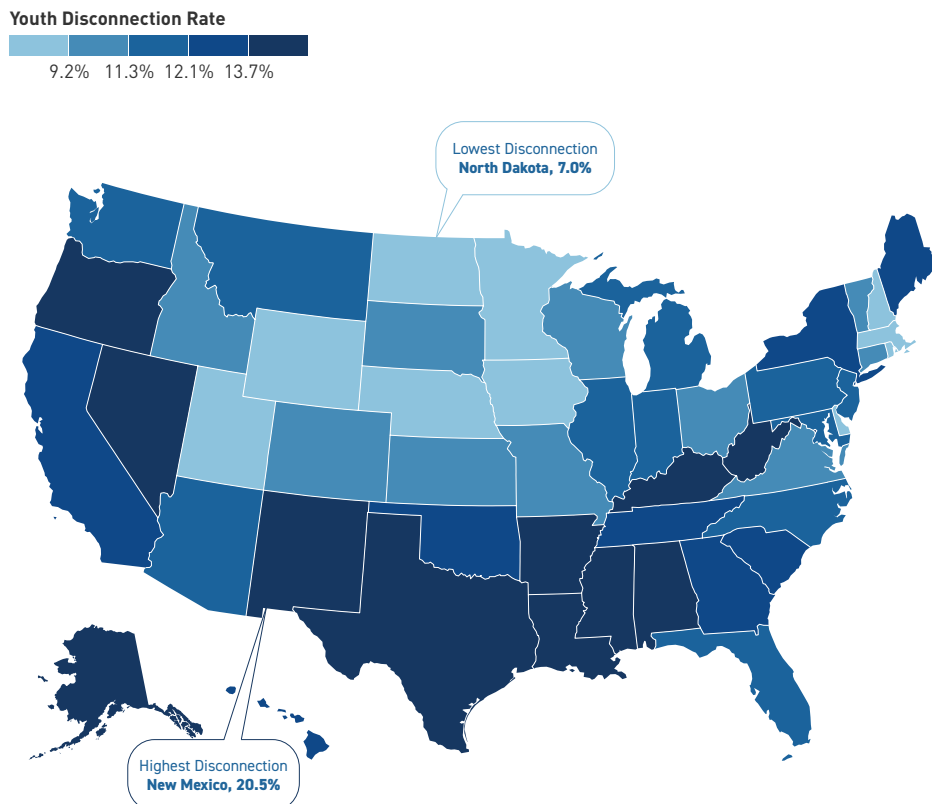 Youth Disconnection Rate
9.2% 11.3% 12.1% 13.7%
Lowest Disconnection
North Dakota, 7.0%
Highest Disconnection
New Mexico, 20.5%